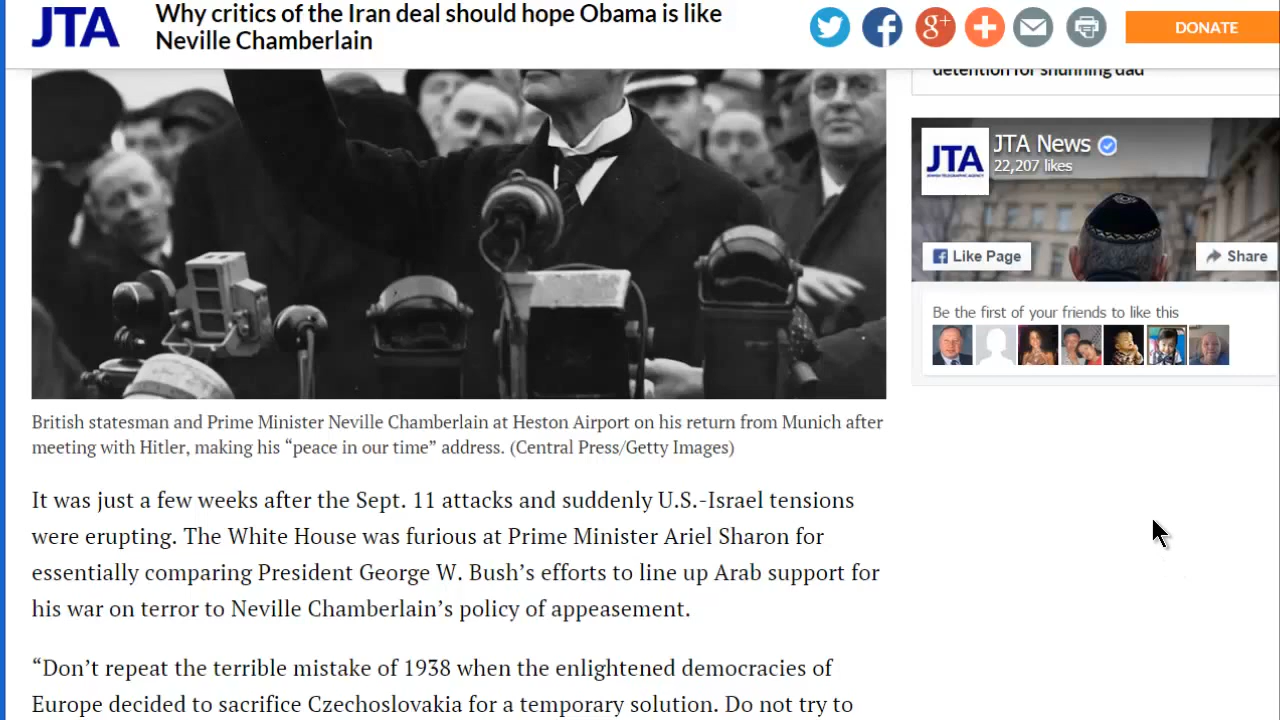 JTA
Why critics of the Iran deal should hope Obama is like
Neville Chamberlain
g+
DONATE
detention for shunning dad
JTA
JTA News
22,207 likes
Like Page
Share
Be the first of your friends to like this
British statesman and Prime Minister Neville Chamberlain at Heston Airport on his return from Munich after
meeting with Hitler, making his “peace in our time” address. (Central Press/Getty Images)
It was just a few weeks after the Sept. 11 attacks and suddenly U.S.-Israel tensions
were erupting. The White House was furious at Prime Minister Ariel Sharon for
essentially comparing President George W. Bush’s efforts to line up Arab support for
his war on terror to Neville Chamberlain’s policy of appeasement.
“Don’t repeat the terrible mistake of 1938 when the enlightened democracies of
Europe decided to sacrifice Czechoslovakia for a temporary solution. Do not try to